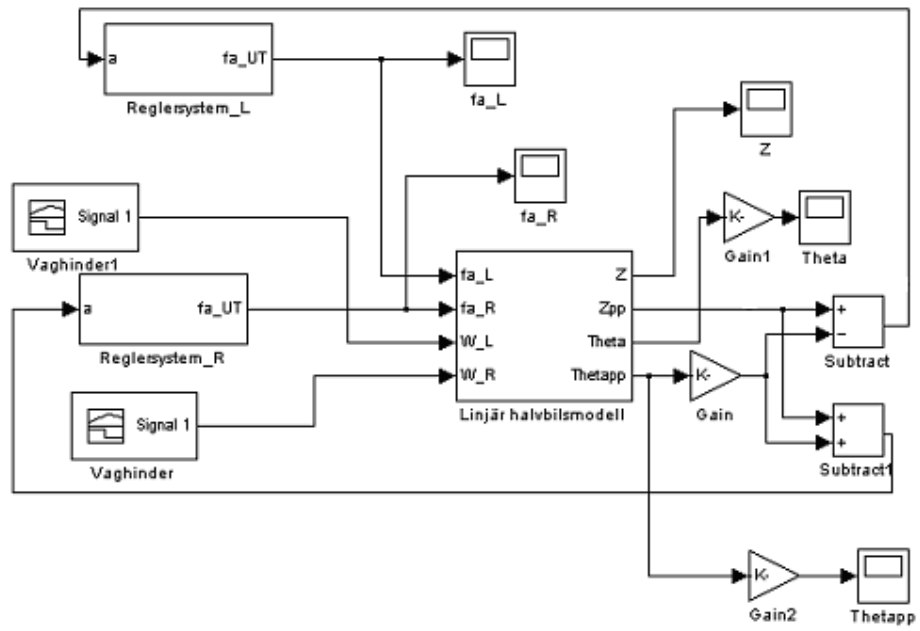 a fa_UT
Reglersystem_L
fa_L
Z
fa_R
Signal 1
Vaghinder1
K-
Gain1
Theta
a fa_UT
Reglersystem_R
fa_L Z
fa_R Zpp
W_L Theta
W_R Thetapp
Linjär halvbilsmodell
K-
Gain
+
−
Subtract
+
+
Subtract1
Signal 1
Vaghinder
K-
Gain2
Thetapp